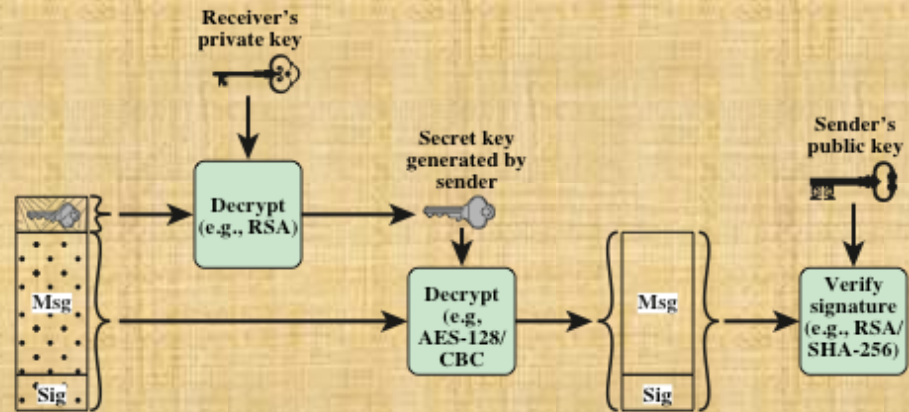 Receiver's
private key
Secret key
generated by
sender
Sender's
public key
Decrypt
(e.g., RSA)
Msg
Sig
Decrypt
(e.g,
AES-128/
CBC
Msg
Sig
Verify
signature
(e.g., RSA/
SHA-256)